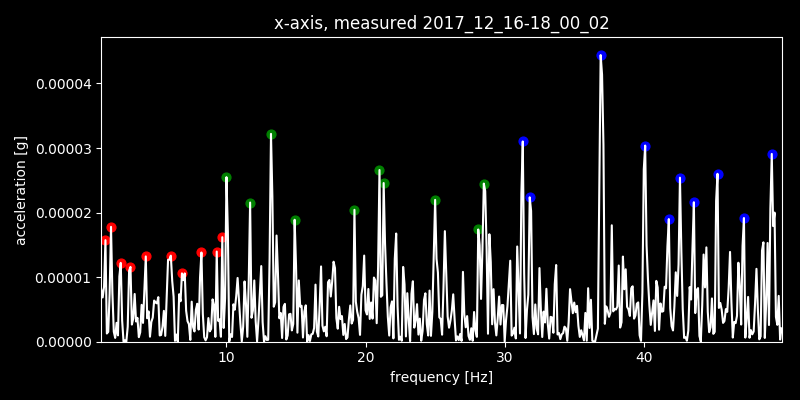 x-axis, measured 2017_12_16-18_00_02
acceleration [g]
0.00004
0.00003
0.00002
0.00001
0.00000
10 20 30 40
frequency [Hz]